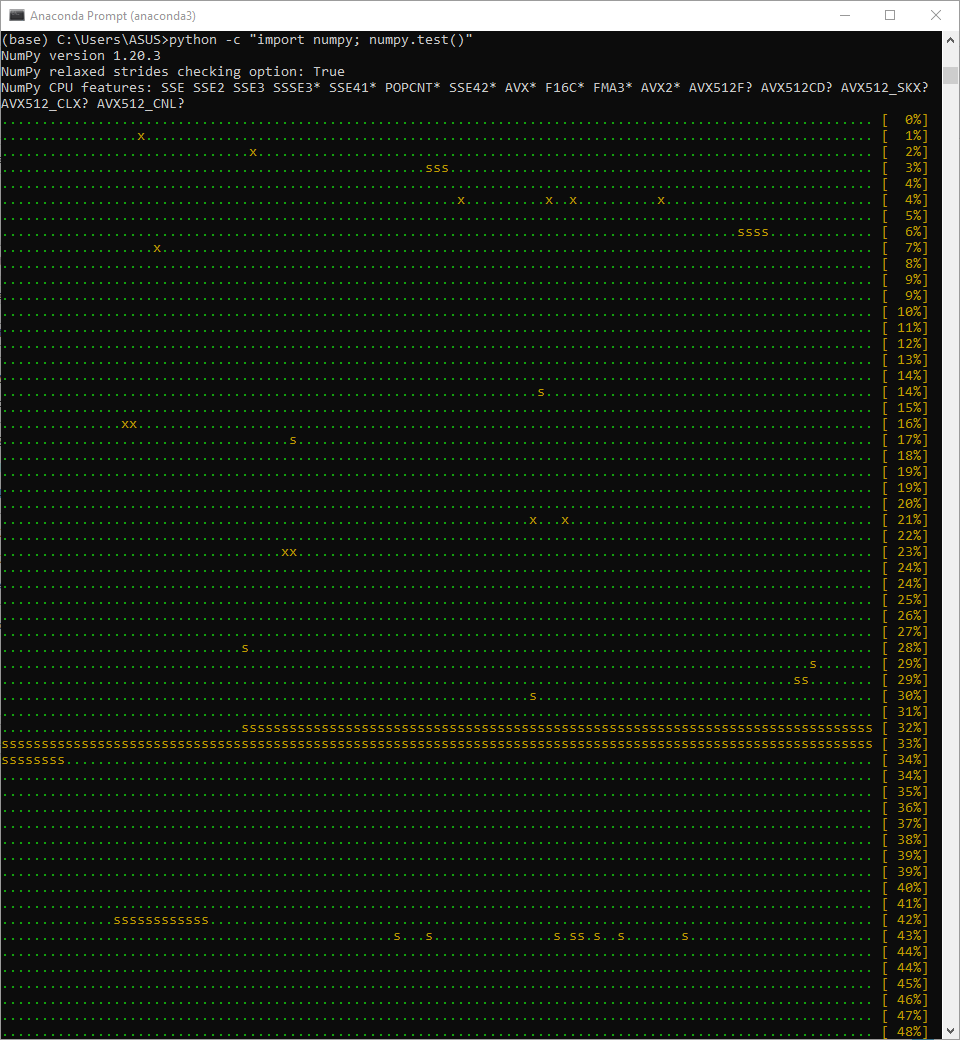 Anaconda Prompt (anaconda3)
(base) C:\Users\ASUS>python -c "import numpy; numpy.test()"
NumPy version 1.20.3
NumPy relaxed strides checking option: True
NumPy CPU features: SSE SSE2 SSE3 SSSE3* SSE41* POPCNT* SSE42* AVX* F16C* FMA3* AVX2* AVX512F? AVX512CD? AVX512_SKX?
AVX512_CLX? AVX512_CNL?
............................................................................................................. [  0%]
.................x........................................................................................... [  1%]
...............................x............................................................................. [  2%]
.....................................................sss..................................................... [  3%]
............................................................................................................. [  4%]
.........................................................x..........x..x..........x.......................... [  4%]
............................................................................................................. [  5%]
............................................................................................ssss............. [  6%]
...................x......................................................................................... [  7%]
............................................................................................................. [  8%]
............................................................................................................. [  9%]
............................................................................................................. [  9%]
............................................................................................................. [ 10%]
............................................................................................................. [ 11%]
............................................................................................................. [ 12%]
............................................................................................................. [ 13%]
............................................................................................................. [ 14%]
...................................................................s......................................... [ 14%]
............................................................................................................. [ 15%]
...............xx............................................................................................ [ 16%]
....................................s........................................................................ [ 17%]
............................................................................................................. [ 18%]
............................................................................................................. [ 19%]
............................................................................................................. [ 19%]
............................................................................................................. [ 20%]
..................................................................x...x...................................... [ 21%]
............................................................................................................. [ 22%]
...................................xx........................................................................ [ 23%]
............................................................................................................. [ 24%]
............................................................................................................. [ 24%]
............................................................................................................. [ 25%]
............................................................................................................. [ 26%]
............................................................................................................. [ 27%]
..............................s.............................................................................. [ 28%]
.....................................................................................................s....... [ 29%]
...................................................................................................ss........ [ 29%]
..................................................................s.......................................... [ 30%]
............................................................................................................. [ 31%]
..............................sssssssssssssssssssssssssssssssssssssssssssssssssssssssssssssssssssssssssssssss [ 32%]
sssssssssssssssssssssssssssssssssssssssssssssssssssssssssssssssssssssssssssssssssssssssssssssssssssssssssssss [ 33%]
ssssssss..................................................................................................... [ 34%]
............................................................................................................. [ 34%]
............................................................................................................. [ 35%]
............................................................................................................. [ 36%]
............................................................................................................. [ 37%]
............................................................................................................. [ 38%]
............................................................................................................. [ 39%]
............................................................................................................. [ 39%]
............................................................................................................. [ 40%]
............................................................................................................. [ 41%]
..............ssssssssssss................................................................................... [ 42%]
.................................................s...s...............s.ss.s..s.......s....................... [ 43%]
............................................................................................................. [ 44%]
............................................................................................................. [ 44%]
............................................................................................................. [ 45%]
............................................................................................................. [ 46%]
............................................................................................................. [ 47%]
............................................................................................................. [ 48%]